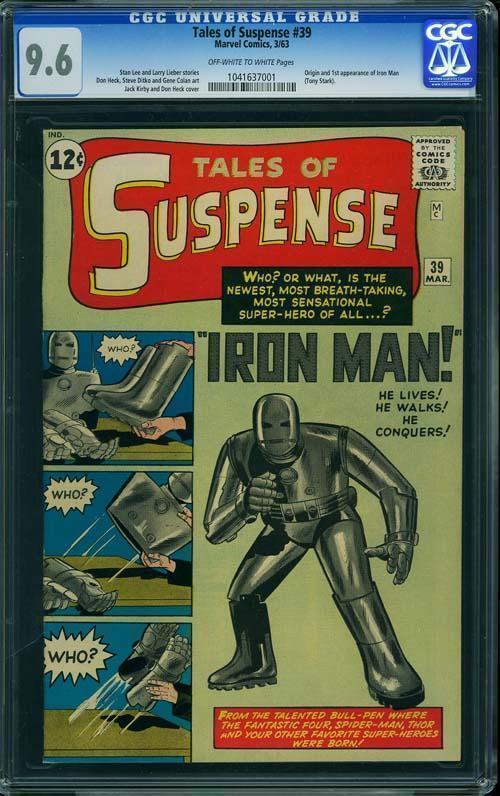 CGC UNIVERSAL GRADE
9.6
Tales of Suspense #39
Marvel Comics, 3/63
OFF-WHITE TO WHITE Pages
Stan Lee and Larry Lieber stories
Don Heck, Steve Ditko and Gene Colan art
Jack Kirby and Don Heck cover
1041637001
Origin and 1st appearance of Iron Man
(Tony Stark).
CGC
IND.
12¢
TALES OF
SUSPENSE
APPROVED
BY THE
COMICS
CODE
AUTHORITY
MC
39
MAR.
WHO? OR WHAT, IS THE
NEWEST, MOST BREATH-TAKING,
MOST SENSATIONAL
SUPER-HERO OF ALL...?
"IRON MAN!"
HE LIVES!
HE WALKS!
HE
CONQUERS!
WHO?
WHO?
WHO?
FROM THE TALENTED BULL-PEN WHERE
THE FANTASTIC FOUR, SPIDER-MAN, THOR
AND YOUR OTHER FAVORITE SUPER-HEROES
WERE BORN!